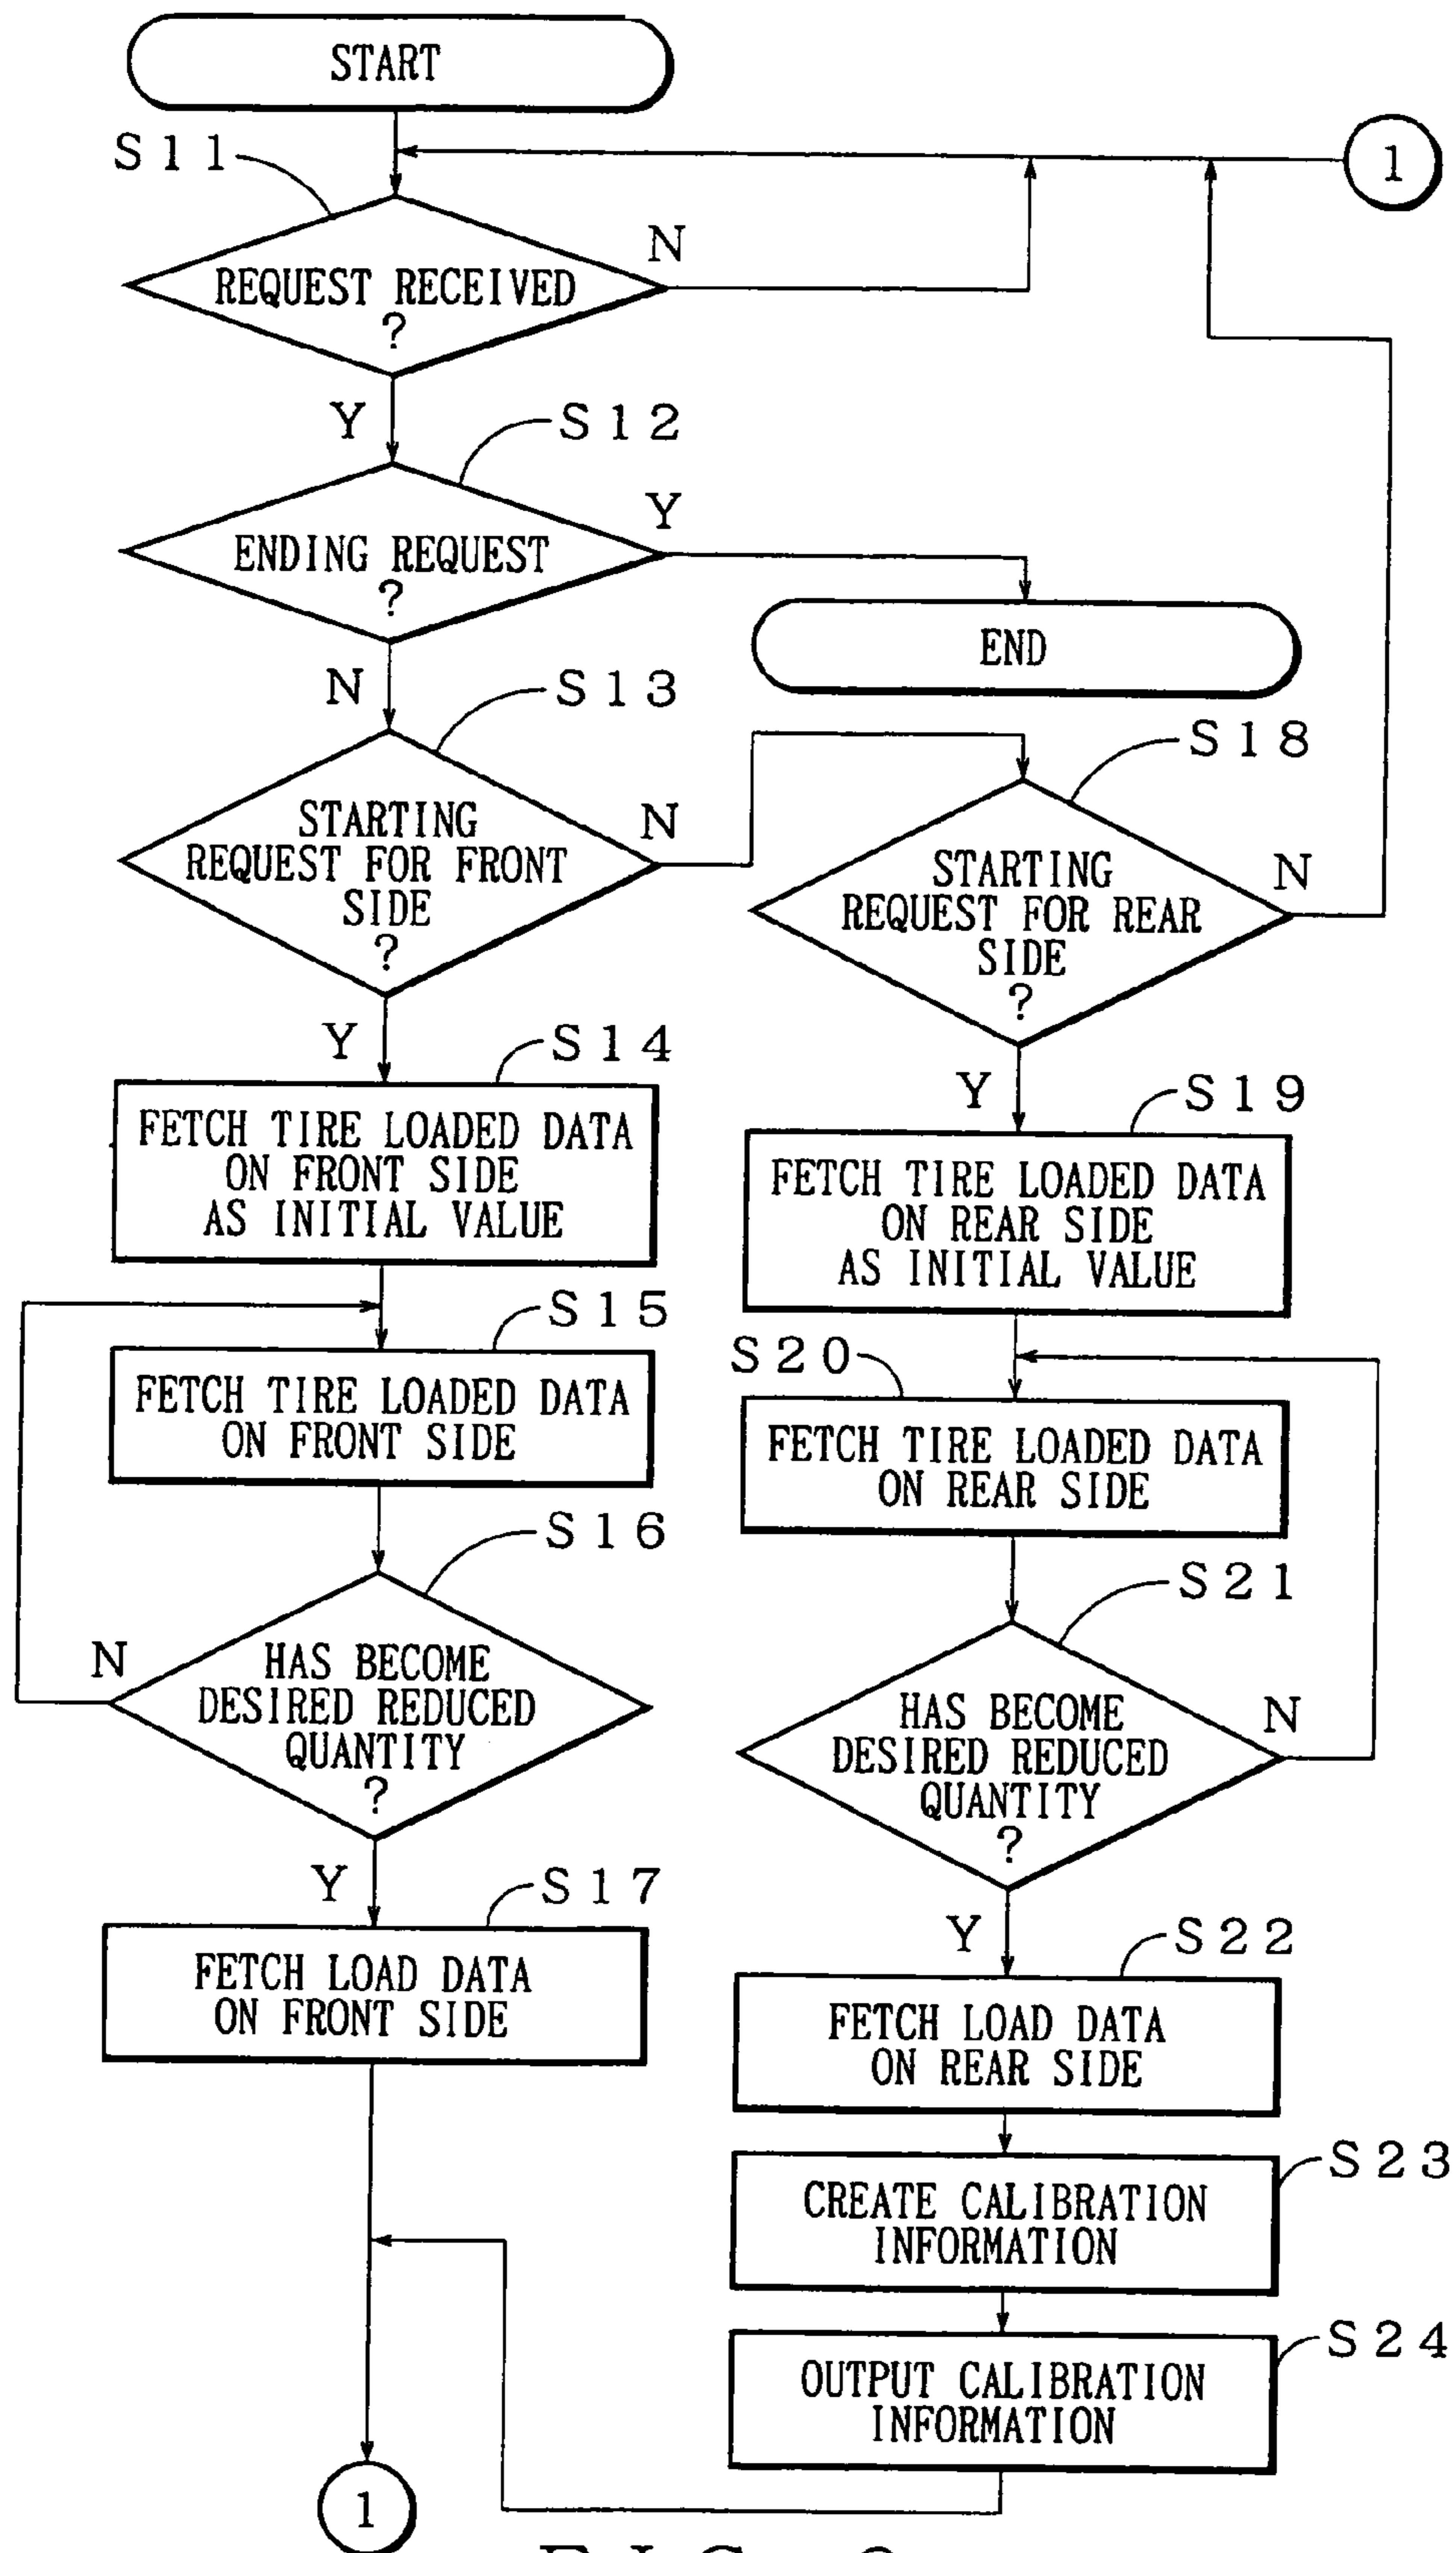 START
S11
1
N
REQUEST RECEIVED
?
Y
S12
Y
ENDING REQUEST
?
END
N
S13
S18
STARTING
REQUEST FOR FRONT
SIDE
?
N
STARTING
REQUEST FOR REAR
SIDE
?
N
Y
S14
FETCH TIRE LOADED DATA
ON FRONT SIDE
AS INITIAL VALUE
Y
S19
FETCH TIRE LOADED DATA
ON REAR SIDE
AS INITIAL VALUE
S15
FETCH TIRE LOADED DATA
ON FRONT SIDE
S20
FETCH TIRE LOADED DATA
ON REAR SIDE
S16
N
HAS BECOME
DESIRED REDUCED
QUANTITY
?
S21
HAS BECOME
DESIRED REDUCED
QUANTITY
?
N
Y
S17
FETCH LOAD DATA
ON FRONT SIDE
Y
S22
FETCH LOAD DATA
ON REAR SIDE
S23
CREATE CALIBRATION
INFORMATION
S24
OUTPUT CALIBRATION
INFORMATION
1